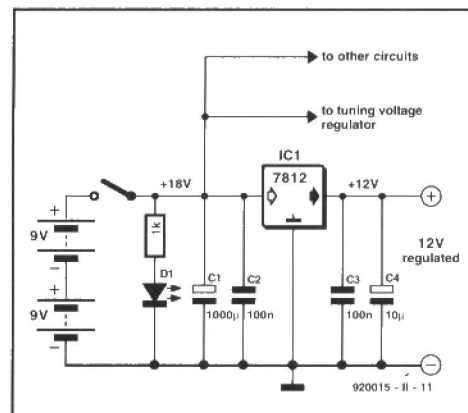 to other circuits
to tuning voltage
regulator
IC1
7812
+18V
+12V
+
9V
-
+
9V
-
1k
D1
C1
1000µ
C2
100n
C3
100n
C4
10µ
+
12V
regulated
-
920015 - II - 11